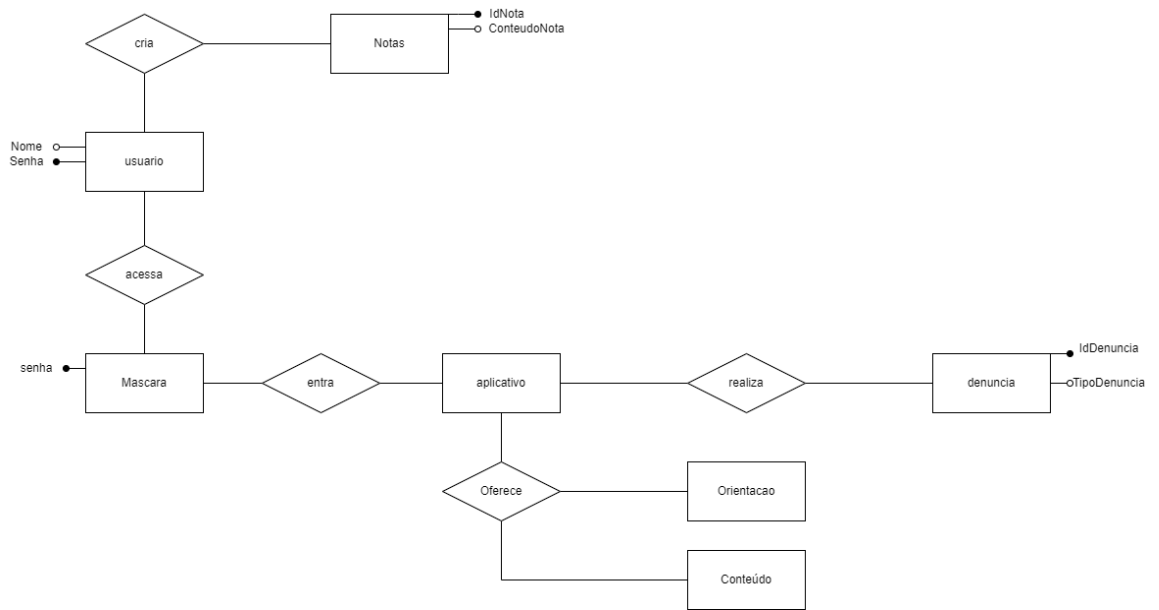 IdNota
ConteudoNota
cria
Notas
Nome
Senha
usuario
acessa
senha
Mascara
entra
aplicativo
realiza
denuncia
IdDenuncia
TipoDenuncia
Oferece
Orientacao
Conteúdo